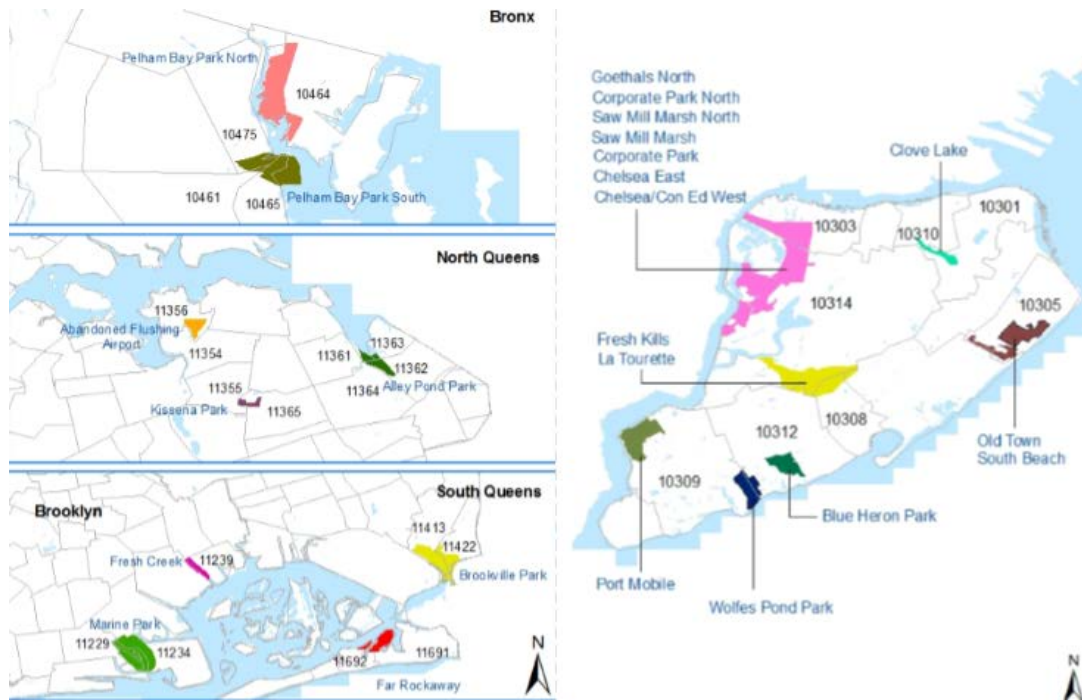 Bronx
Pelham Bay Park North
10464
10475
10461
10465
Pelham Bay Park South
North Queens
11356
Abandoned Flushing
Airport
11354
11361
11363
11362
11355
11364
Alley Pond Park
Kissena Park
11365
South Queens
Brooklyn
11413
11422
Fresh Creek
11239
Brookville Park
Marine Park
11229
11234
11692
11691
Far Rockaway
N
Goethals North
Corporate Park North
Saw Mill Marsh North
Saw Mill Marsh
Corporate Park
Chelsea East
Chelsea/Con Ed West
Clove Lake
10303
10310
10301
10314
10305
Fresh Kills
La Tourette
10308
10312
Old Town
South Beach
10309
Blue Heron Park
Port Mobile
Wolfes Pond Park
N